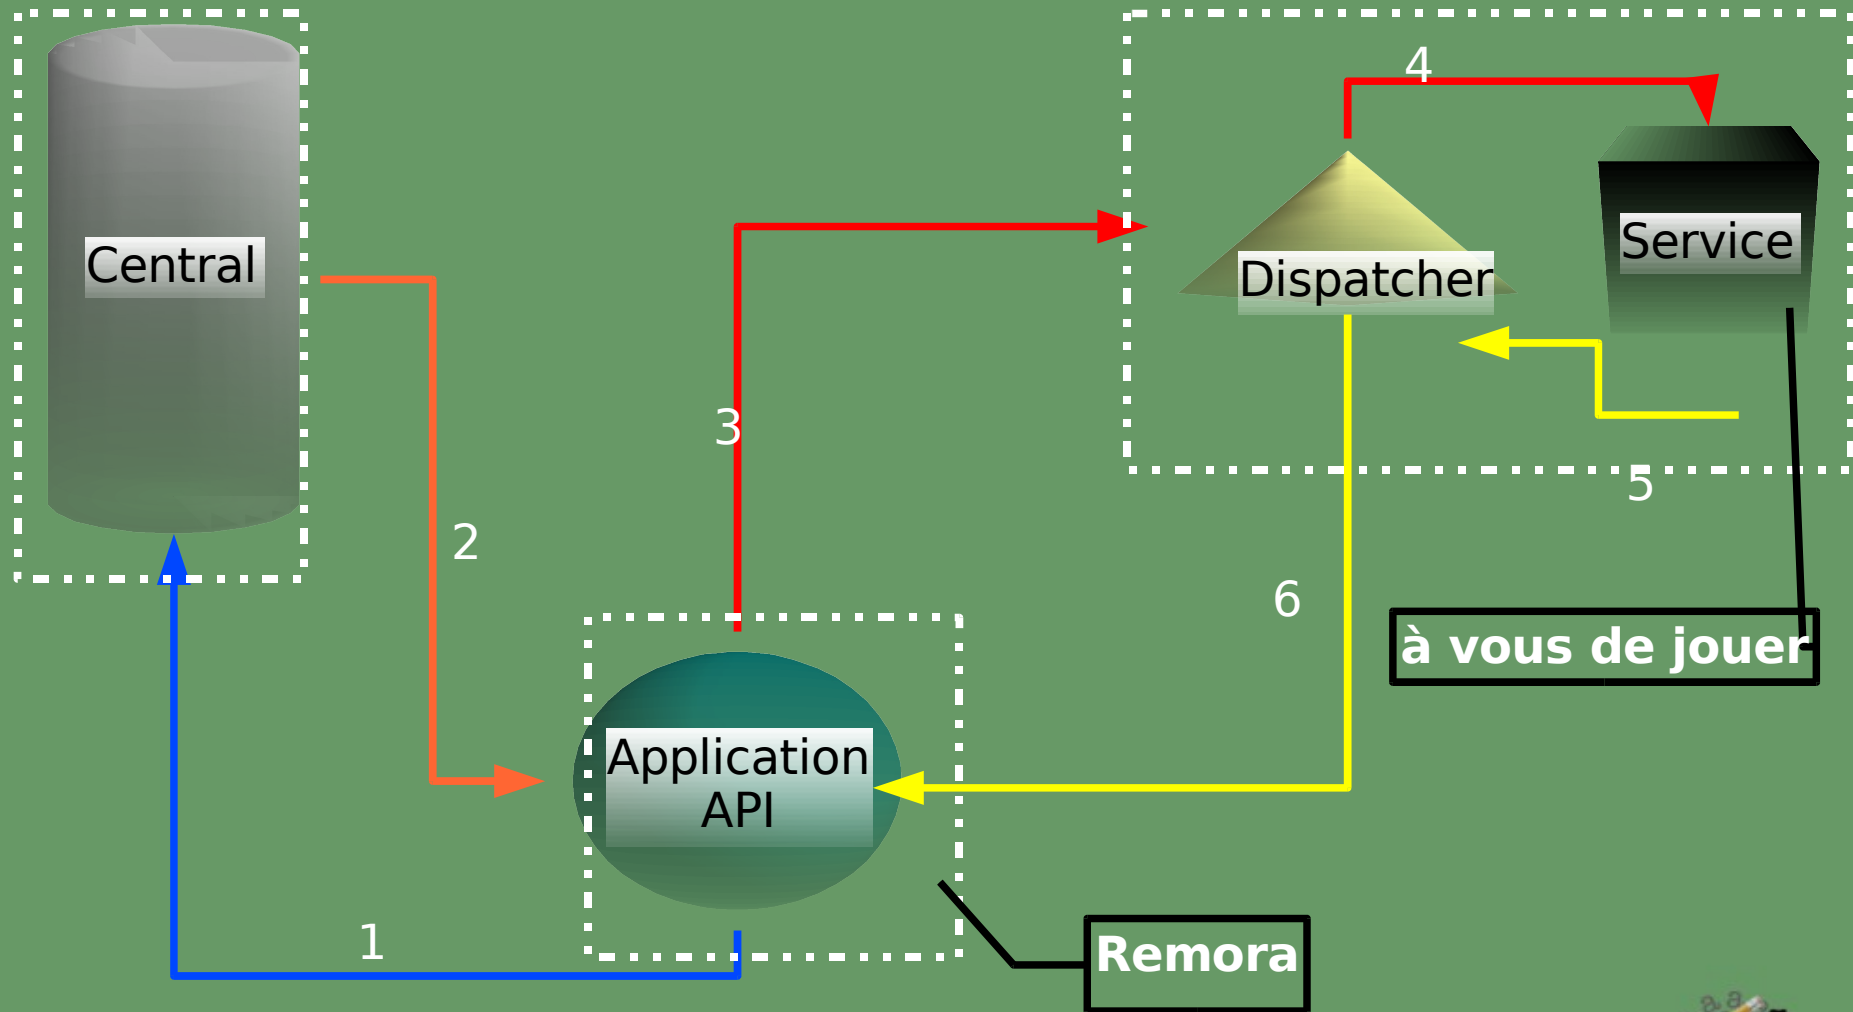 4
Central
Service
Dispatcher
3
5
2
6
à vous de jouer
Application
API
1
Remora
a a a